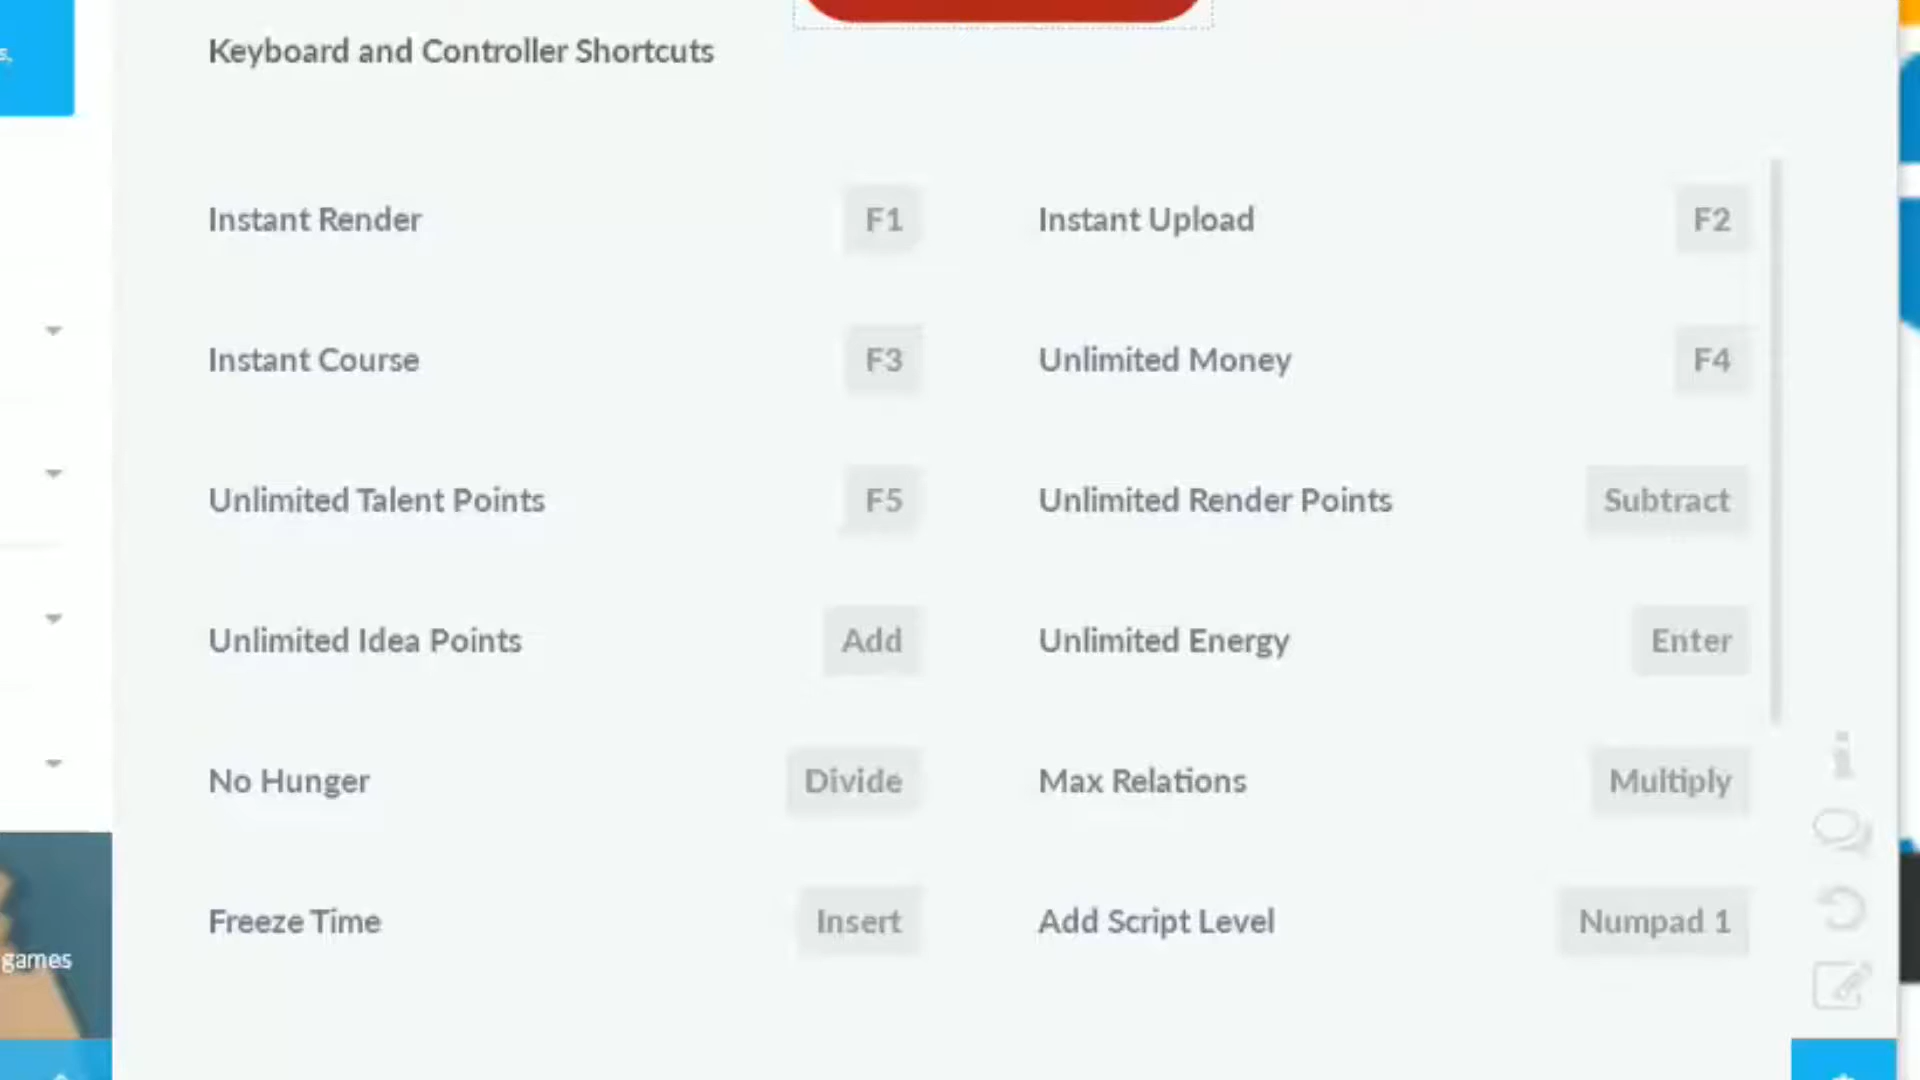 s,
Keyboard and Controller Shortcuts
Instant Render F1 Instant Upload F2
Instant Course F3 Unlimited Money F4
Unlimited Talent Points F5 Unlimited Render Points Subtract
Unlimited Idea Points Add Unlimited Energy Enter
No Hunger Divide Max Relations Multiply
Freeze Time Insert Add Script Level Numpad 1
games